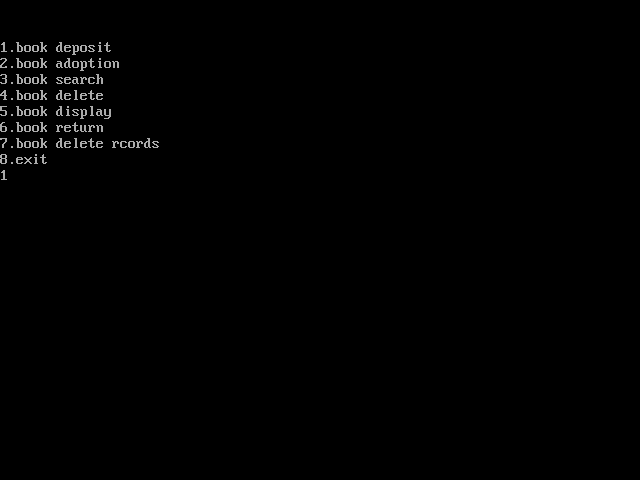 1.book deposit
2.book adoption
3.book search
4.book delete
5.book display
6.book return
7.book delete rcords
8.exit
1